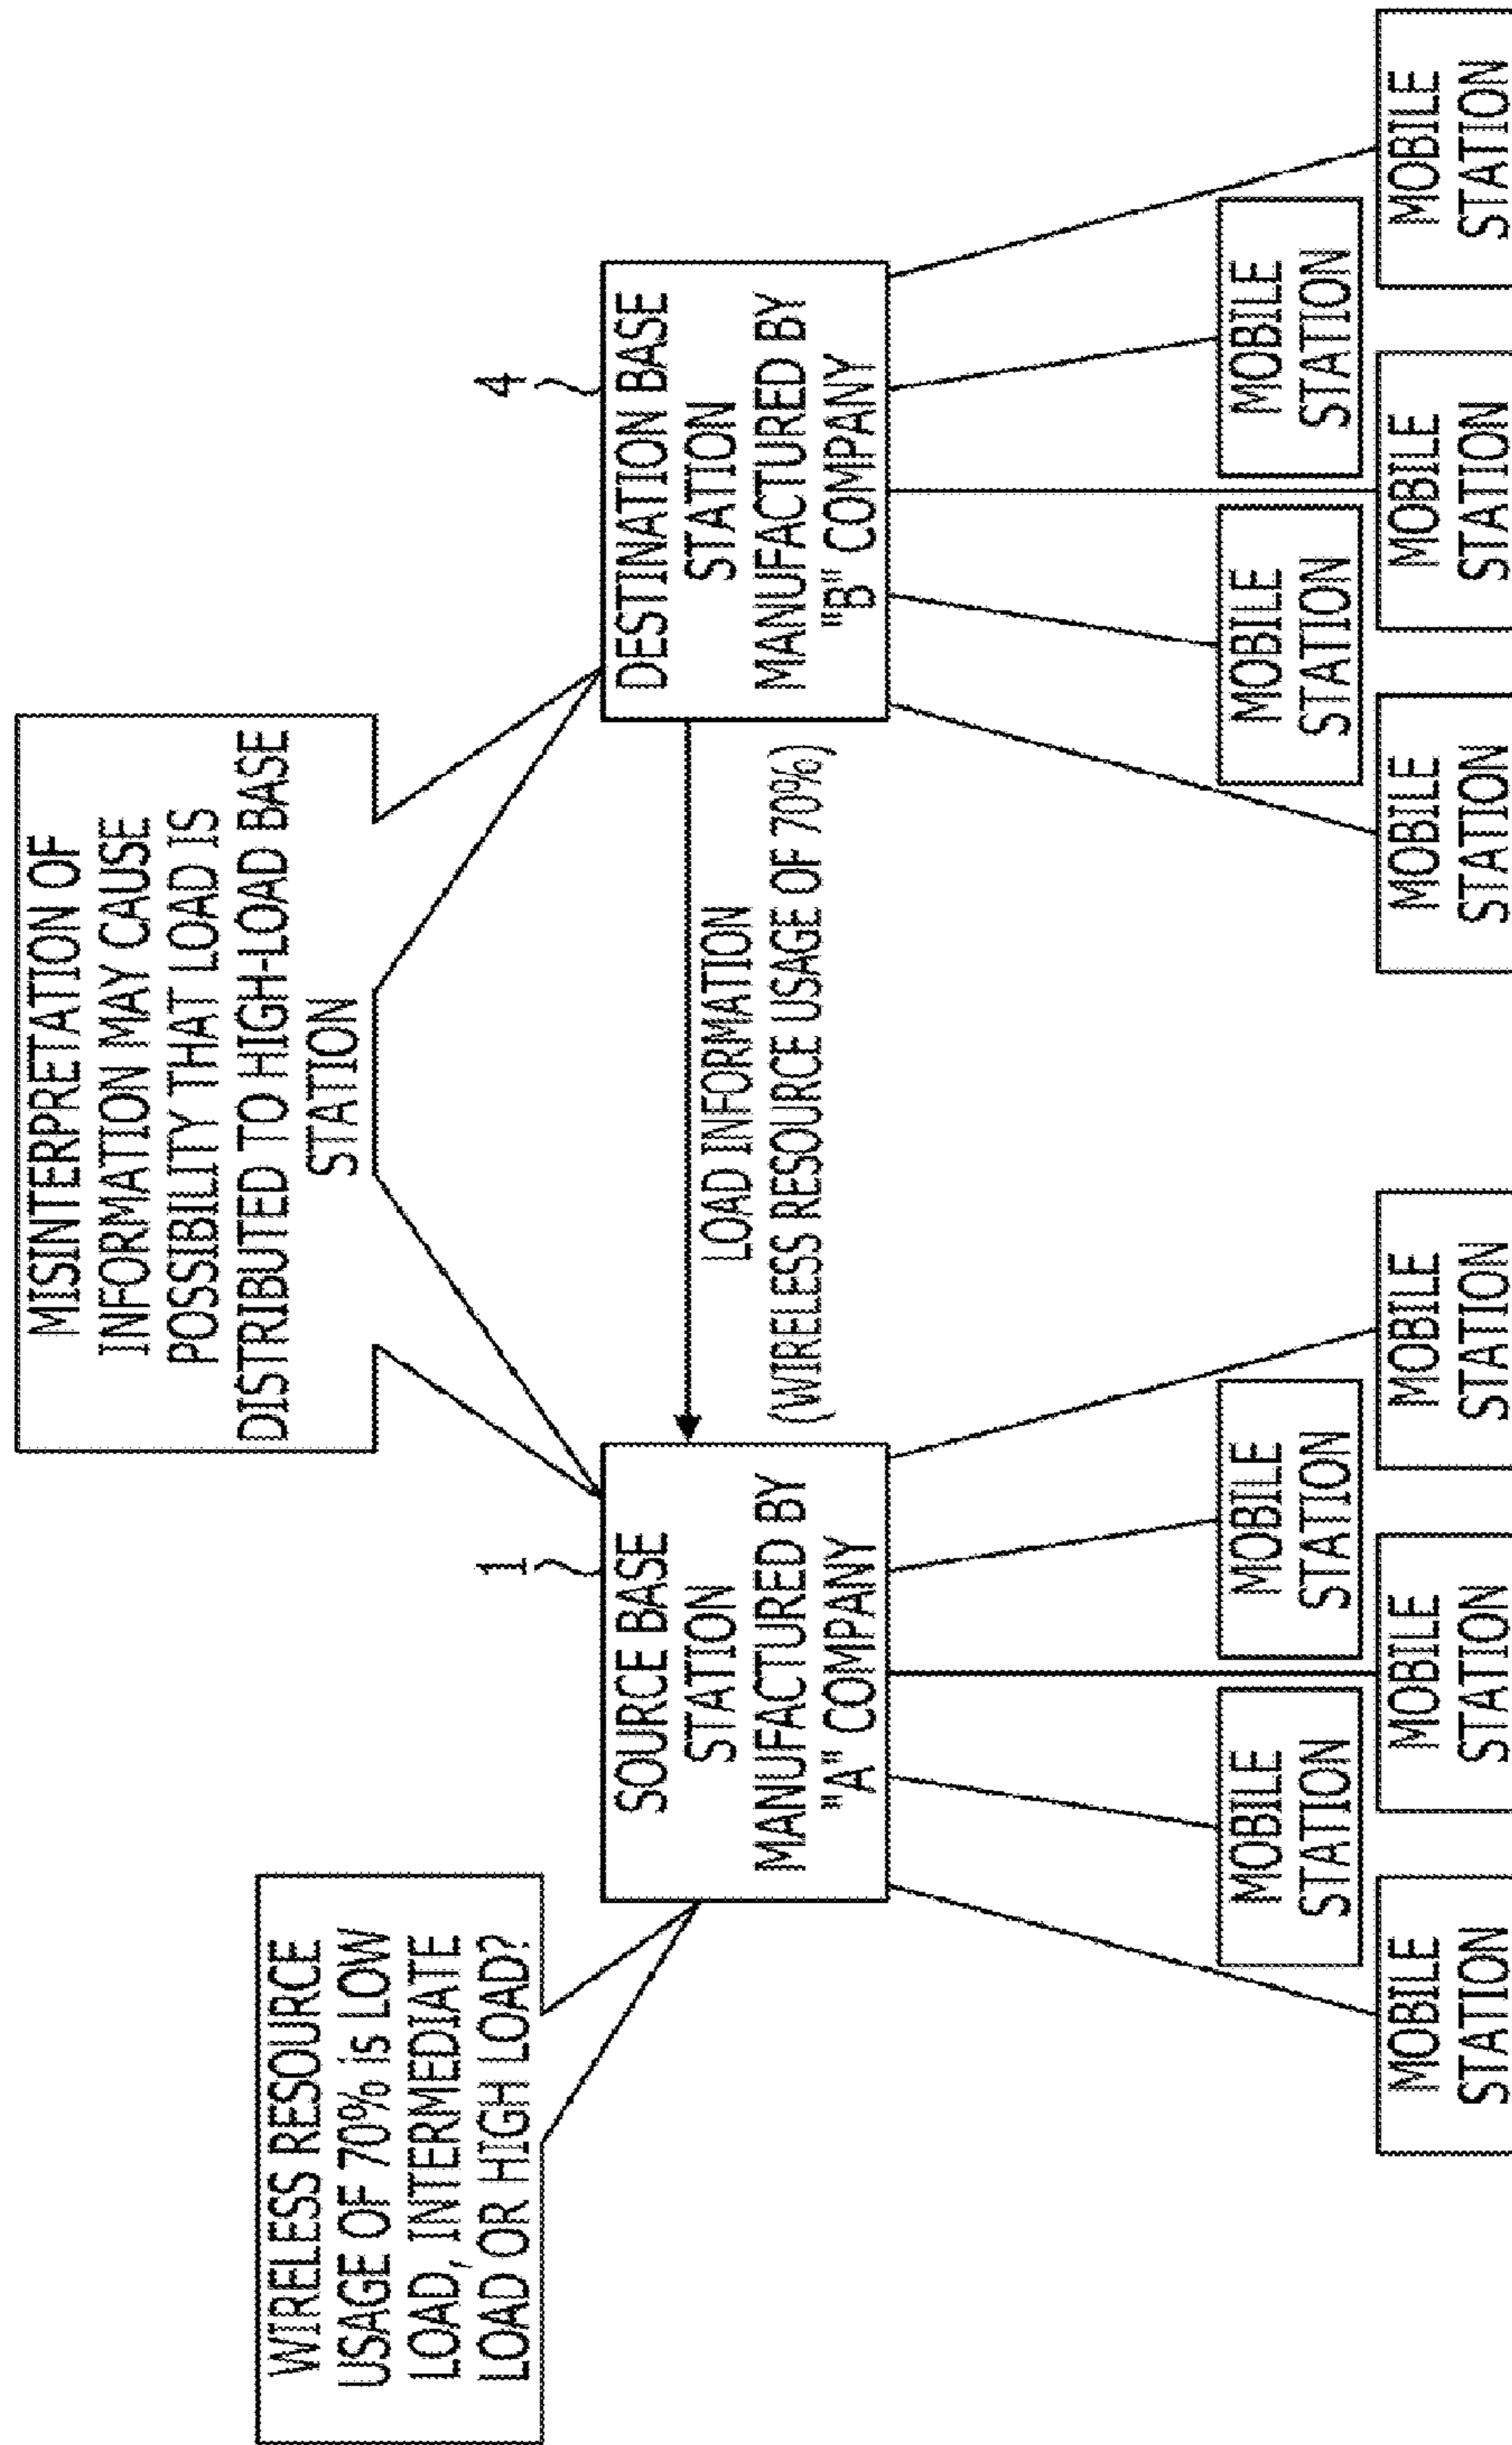 MISINTERPRETATION OF
INFORMATION MAY CAUSE
POSSIBILITY THAT LOAD IS
DISTRIBUTED TO HIGH-LOAD BASE
STATION
WIRELESS RESOURCE
USAGE OF 70% is LOW
LOAD, INTERMEDIATE
LOAD OR HIGH LOAD?
1
SOURCE BASE
STATION
MANUFACTURED BY
"A" COMPANY
LOAD INFORMATION
(WIRELESS RESOURCE USAGE OF 70%)
4
DESTINATION BASE
STATION
MANUFACTURED BY
"B" COMPANY
MOBILE
STATION
MOBILE
STATION
MOBILE
STATION
MOBILE
STATION
MOBILE
STATION
MOBILE
STATION
MOBILE
STATION
MOBILE
STATION
MOBILE
STATION
MOBILE
STATION